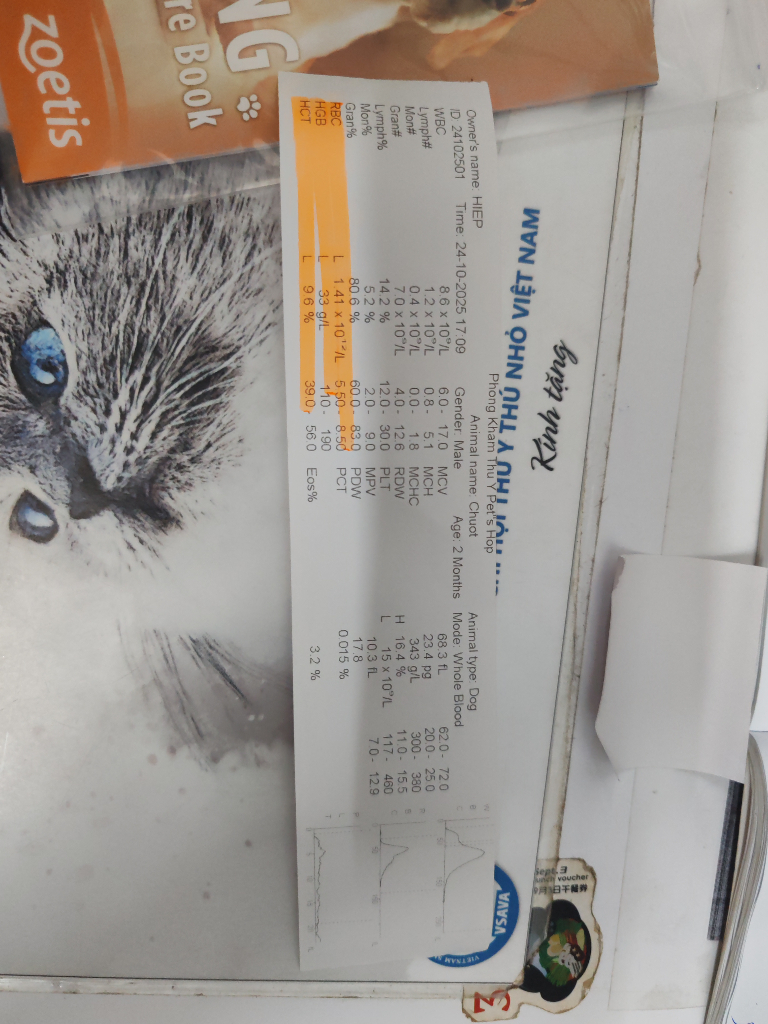 Phong Kham Thu Y Pet's Hop
Owner's name: HIEP Animal name: Chuot Animal type: Dog
ID 24102501 Time: 24-10-2025 17:09 Gender: Male Age: 2 Months Mode: Whole Blood
WBC 8.6 x 10⁹/L 6.0 - 17.0 MCV 68.3 fL 62.0 - 72.0
Lymph# 1.2 x 10⁹/L 0.8 - 5.1 MCH 23.4 pg 20.0 - 25.0
Mon# 0.4 x 10⁹/L 0.0 - 1.8 MCHC 343 g/L 300 - 380
Gran# 7.0 x 10⁹/L 4.0 - 12.6 RDW H 16.4 % 11.0 - 15.5
Lymph% 14.2 % 12.0 - 30.0 PLT L 15 x 10⁹/L 117 - 460
Mon% 5.2 % 2.0 - 9.0 MPV 10.3 fL 7.0 - 12.9
Gran% 80.6 % 60.0 - 83.0 PDW 17.8
RBC L 1.41 x 10¹²/L 5.50 - 8.50 PCT 0.015 %
HGB L 33 g/L 110 - 190
HCT L 9.6 % 39.0 - 56.0 Eos% 3.2 %
zoetis
NG
re Book
Kính tặng
THÚ Y THÚ NHỎ VIỆT NAM
VSAVA
Sept.3
voucher
3